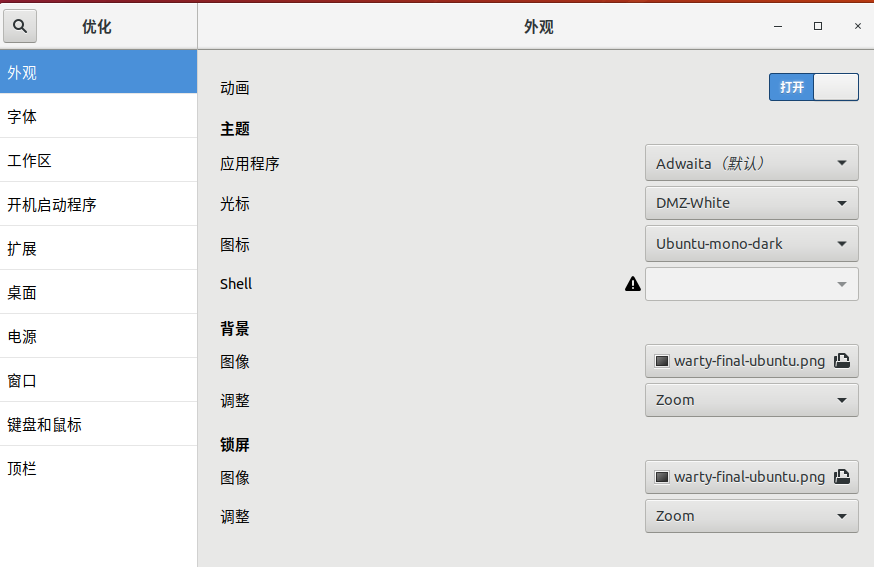 优化
外观
外观
字体
工作区
开机启动程序
扩展
桌面
电源
窗口
键盘和鼠标
顶栏
动画 打开
主题
应用程序 Adwaita（默认）
光标 DMZ-White
图标 Ubuntu-mono-dark
Shell
背景
图像 warty-final-ubuntu.png
调整 Zoom
锁屏
图像 warty-final-ubuntu.png
调整 Zoom